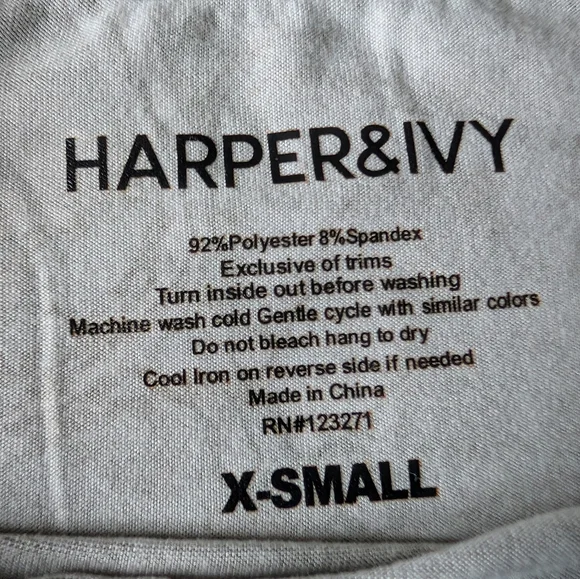 HARPER&IVY
92%Polyester 8%Spandex
Exclusive of trims
Turn inside out before washing
Machine wash cold Gentle cycle with similar colors
Do not bleach hang to dry
Cool Iron on reverse side if needed
Made in China
RN#123271
X-SMALL